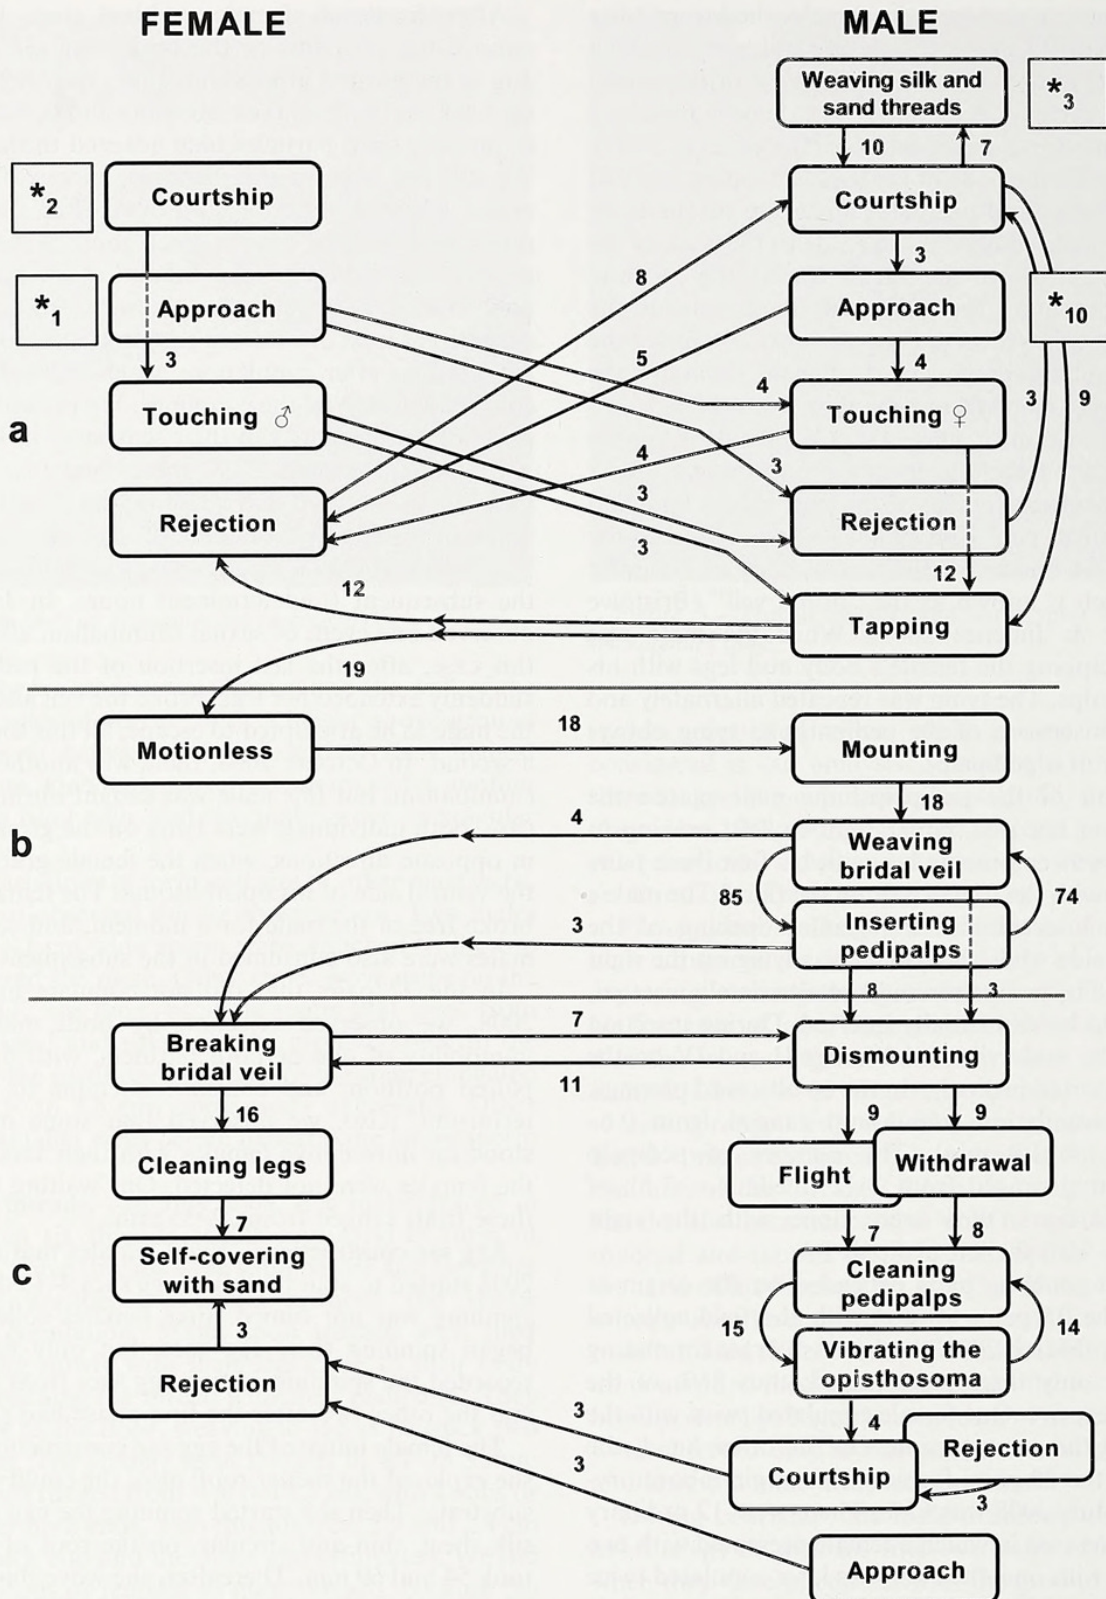 FEMALE
MALE
Weaving silk and
sand threads
*3
10
7
*2
Courtship
Courtship
8
3
*1
Approach
Approach
*10
3
5
4
4
3
9
a
Touching ♂
Touching ♀
4
3
3
Rejection
Rejection
3
12
12
Tapping
19
Motionless
18
Mounting
18
b
4
Weaving
bridal veil
85
74
3
Inserting
pedipalps
8
3
Breaking
bridal veil
7
11
Dismounting
16
9
9
Cleaning legs
Flight
Withdrawal
7
7
8
c
Self-covering
with sand
Cleaning
pedipalps
3
15
14
Rejection
Vibrating the
opisthosoma
3
4
Rejection
3
Courtship
3
Approach